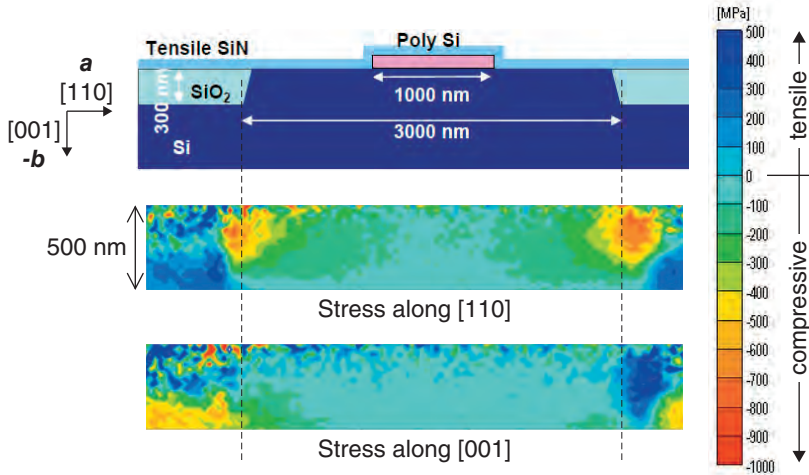 [MPa]
Tensile SiN
Poly Si
a
[110]
SiO2
300 nm
1000 nm
[001]
-b
3000 nm
Si
500 nm
Stress along [110]
Stress along [001]
500
400
300
200
100
0
-100
-200
-300
-400
-500
-600
-700
-800
-900
-1000
tensile
compressive